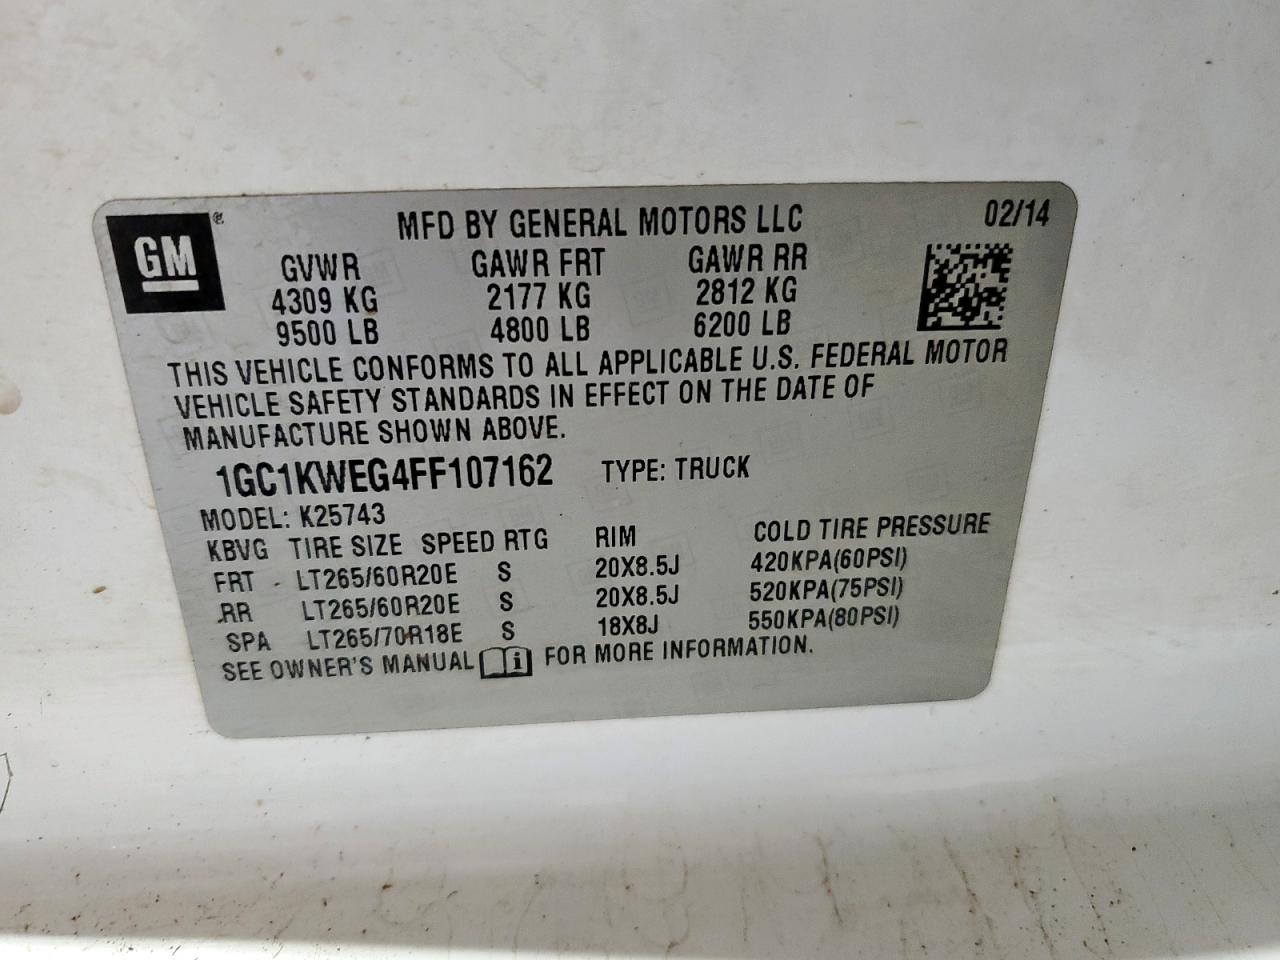 GM ® MFD BY GENERAL MOTORS LLC 02/14
GVWR GAWR FRT GAWR RR
4309 KG 2177 KG 2812 KG
9500 LB 4800 LB 6200 LB
THIS VEHICLE CONFORMS TO ALL APPLICABLE U.S. FEDERAL MOTOR
VEHICLE SAFETY STANDARDS IN EFFECT ON THE DATE OF
MANUFACTURE SHOWN ABOVE.
1GC1KWEG4FF107162 TYPE: TRUCK
MODEL: K25743
KBVG TIRE SIZE SPEED RTG RIM COLD TIRE PRESSURE
FRT LT265/60R20E S 20X8.5J 420KPA(60PSI)
RR LT265/60R20E S 20X8.5J 520KPA(75PSI)
SPA LT265/70R18E S 18X8J 550KPA(80PSI)
SEE OWNER'S MANUAL i FOR MORE INFORMATION.